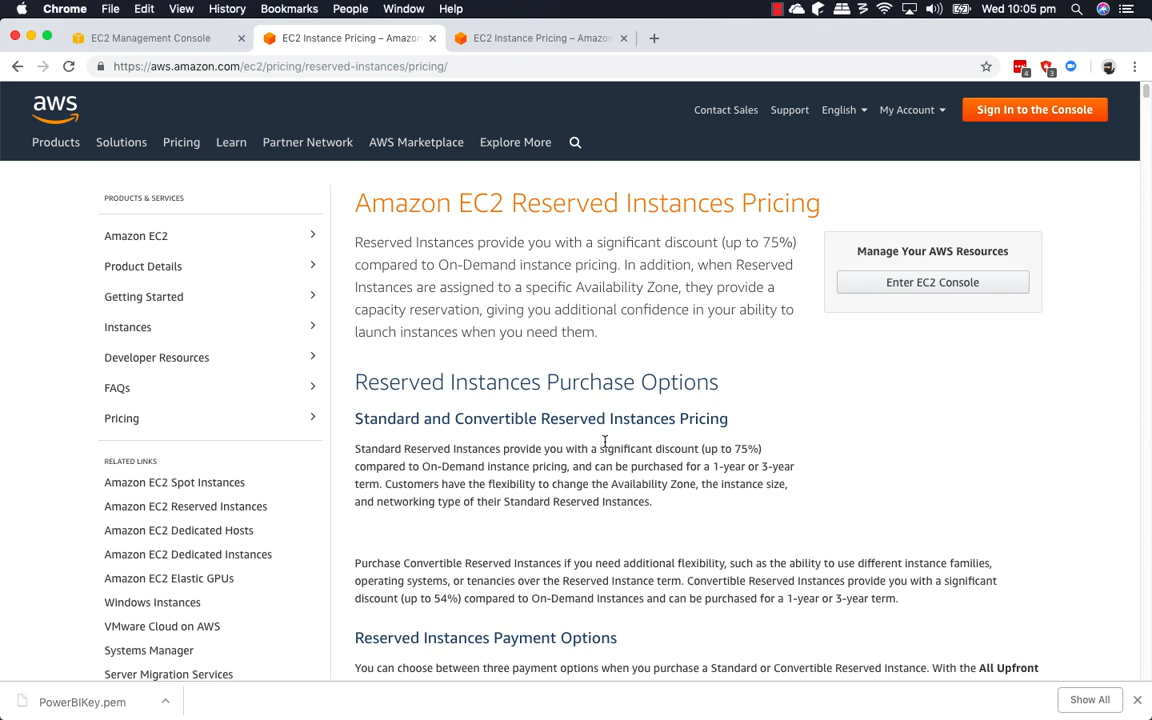 Chrome File Edit View History Bookmarks People Window Help Wed 10:05 pm
EC2 Management Console
EC2 Instance Pricing – Amazon
EC2 Instance Pricing – Amazon
https://aws.amazon.com/ec2/pricing/reserved-instances/pricing/
4
3
aws
Contact Sales Support English My Account Sign In to the Console
Products Solutions Pricing Learn Partner Network AWS Marketplace Explore More
PRODUCTS & SERVICES
Amazon EC2
Product Details
Getting Started
Instances
Developer Resources
FAQs
Pricing
RELATED LINKS
Amazon EC2 Spot Instances
Amazon EC2 Reserved Instances
Amazon EC2 Dedicated Hosts
Amazon EC2 Dedicated Instances
Amazon EC2 Elastic GPUs
Windows Instances
VMware Cloud on AWS
Systems Manager
Server Migration Services
Amazon EC2 Reserved Instances Pricing
Reserved Instances provide you with a significant discount (up to 75%)
compared to On-Demand instance pricing. In addition, when Reserved
Instances are assigned to a specific Availability Zone, they provide a
capacity reservation, giving you additional confidence in your ability to
launch instances when you need them.
Manage Your AWS Resources
Enter EC2 Console
Reserved Instances Purchase Options
Standard and Convertible Reserved Instances Pricing
Standard Reserved Instances provide you with a significant discount (up to 75%)
compared to On-Demand instance pricing, and can be purchased for a 1-year or 3-year
term. Customers have the flexibility to change the Availability Zone, the instance size,
and networking type of their Standard Reserved Instances.
Purchase Convertible Reserved Instances if you need additional flexibility, such as the ability to use different instance families,
operating systems, or tenancies over the Reserved Instance term. Convertible Reserved Instances provide you with a significant
discount (up to 54%) compared to On-Demand Instances and can be purchased for a 1-year or 3-year term.
Reserved Instances Payment Options
You can choose between three payment options when you purchase a Standard or Convertible Reserved Instance. With the All Upfront
PowerBIKey.pem
Show All